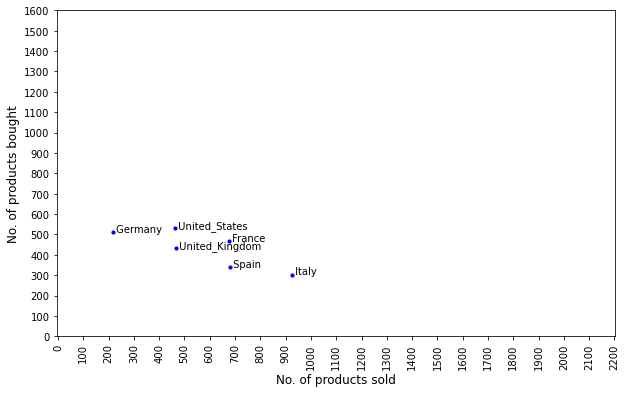 1600
1500
1400
1300
1200
1100
1000
900
800
700
600
500
400
300
200
100
0
No. of products bought
Germany
United_States
France
United_Kingdom
Spain
Italy
0 100 200 300 400 500 600 700 800 900 1000 1100 1200 1300 1400 1500 1600 1700 1800 1900 2000 2100 2200
No. of products sold